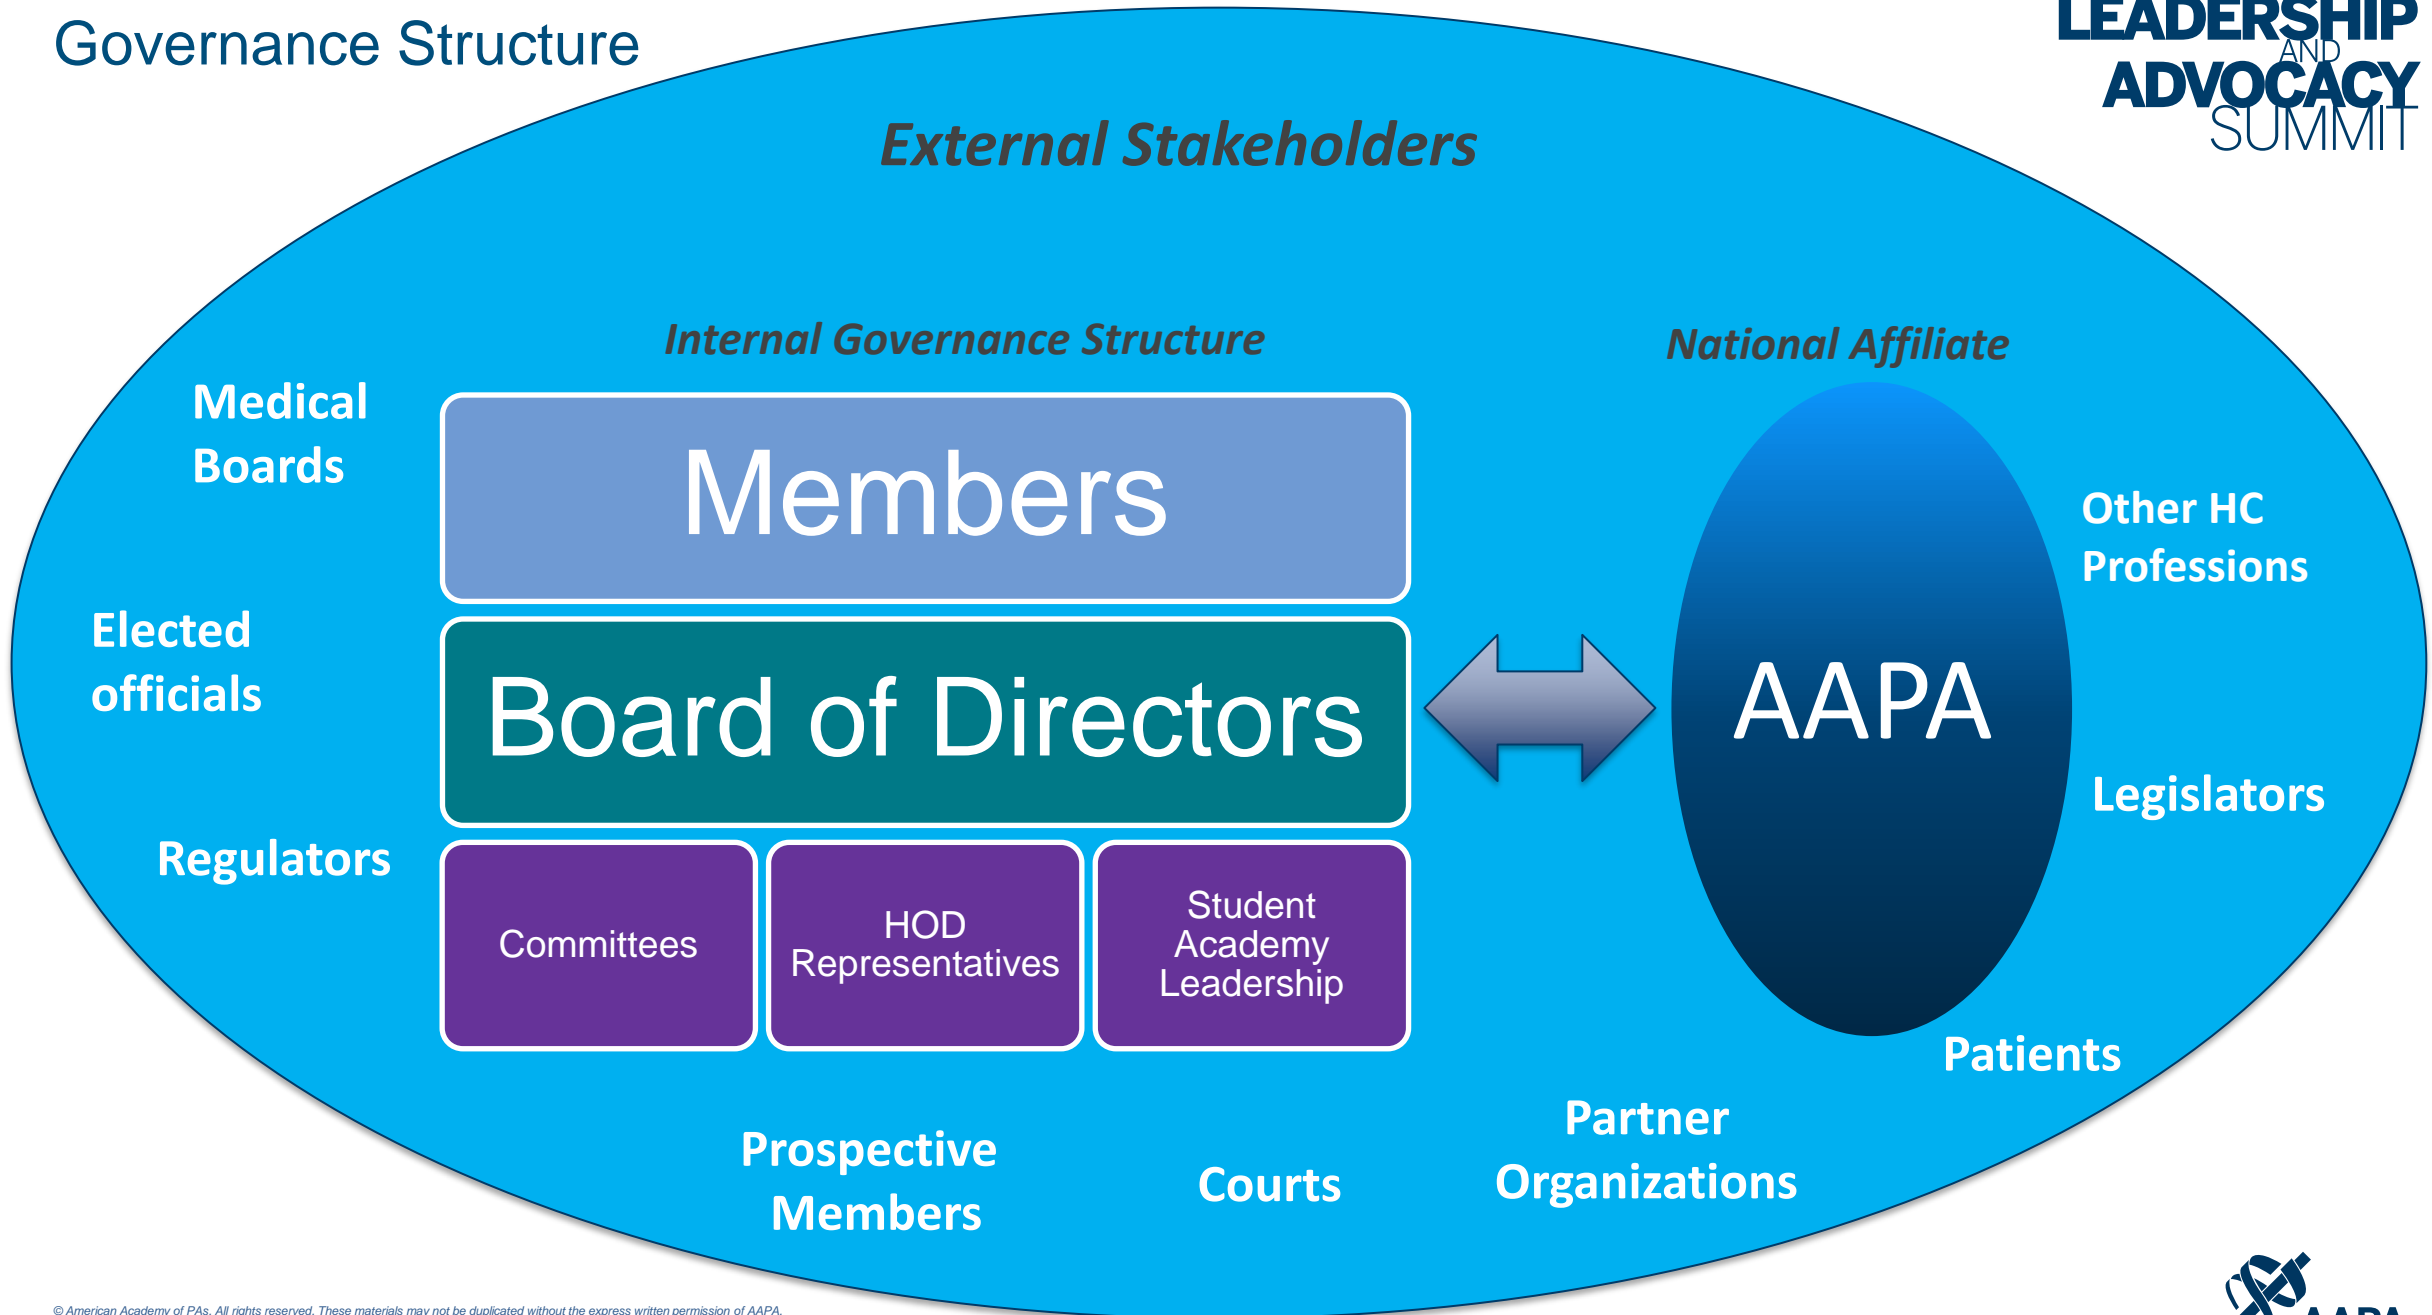 Governance Structure
LEADERSHIP
AND
ADVOCACY
SUMMIT
External Stakeholders
Internal Governance Structure
National Affiliate
Medical
Boards
Members
Other HC
Professions
Elected
officials
Board of Directors
AAPA
Legislators
Regulators
Committees
HOD
Representatives
Student
Academy
Leadership
Patients
Prospective
Members
Courts
Partner
Organizations
© American Academy of PAs. All rights reserved. These materials may not be duplicated without the express written permission of AAPA.
AAPA